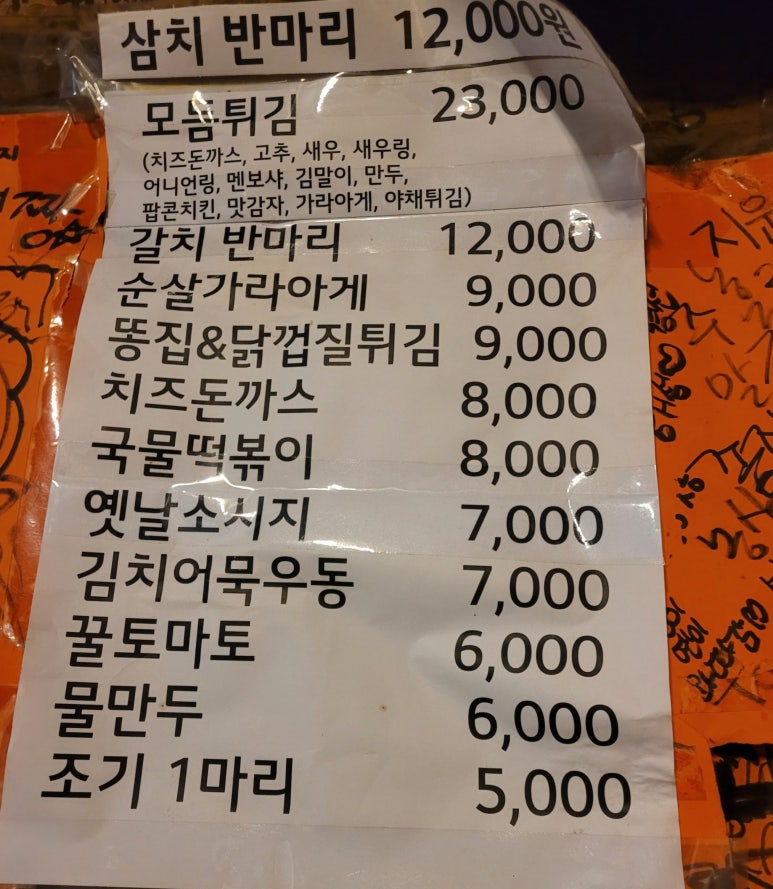 삼치 반마리 12,000원
모듬튀김 23,000
(치즈돈까스, 고추, 새우, 새우링,
어니언링, 멘보샤, 김말이, 만두,
팝콘치킨, 맛감자, 가라아게, 야채튀김)
갈치 반마리 12,000
순살가라아게 9,000
똥집&닭껍질튀김 9,000
치즈돈까스 8,000
국물떡볶이 8,000
옛날소시지 7,000
김치어묵우동 7,000
꿀토마토 6,000
물만두 6,000
조기 1마리 5,000